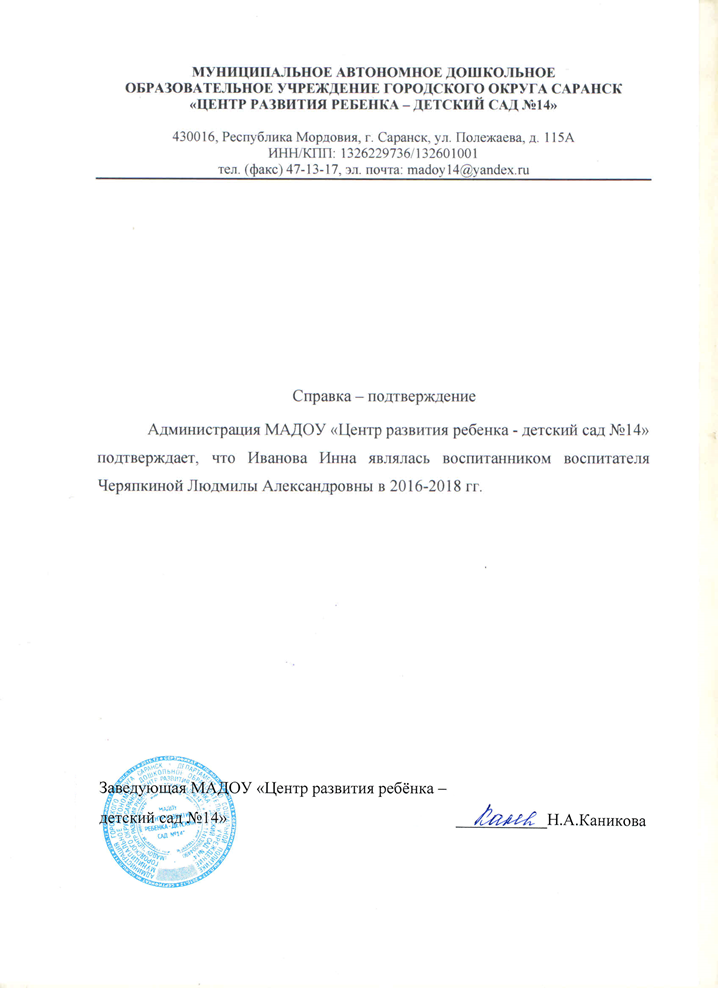 МУНИЦИПАЛЬНОЕ АВТОНОМНОЕ ДОШКОЛЬНОЕ
ОБРАЗОВАТЕЛЬНОЕ УЧРЕЖДЕНИЕ ГОРОДСКОГО ОКРУГА САРАНСК
«ЦЕНТР РАЗВИТИЯ РЕБЕНКА – ДЕТСКИЙ САД №14»
430016, Республика Мордовия, г. Саранск, ул. Полежаева, д. 115А
ИНН/КПП: 1326229736/132601001
тел. (факс) 47-13-17, эл. почта: madoy14@yandex.ru
Справка – подтверждение
Администрация МАДОУ «Центр развития ребенка - детский сад №14»
подтверждает, что Иванова Инна являлась воспитанником воспитателя
Черяпкиной Людмилы Александровны в 2016-2018 гг.
Заведующая МАДОУ «Центр развития ребёнка –
детский сад №14» __________Н.А.Каникова